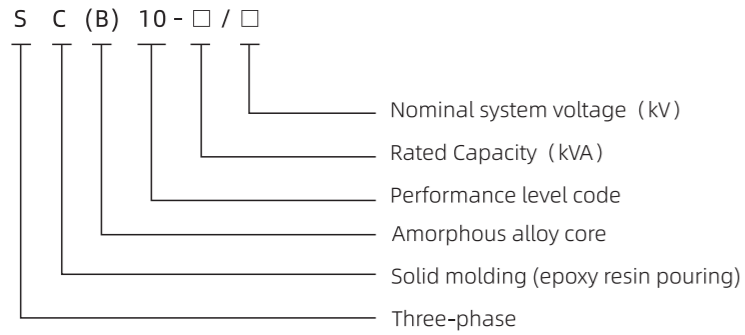 S C (B) 10 - □ / □
Nominal system voltage (kV)
Rated Capacity (kVA)
Performance level code
Amorphous alloy core
Solid molding (epoxy resin pouring)
Three-phase